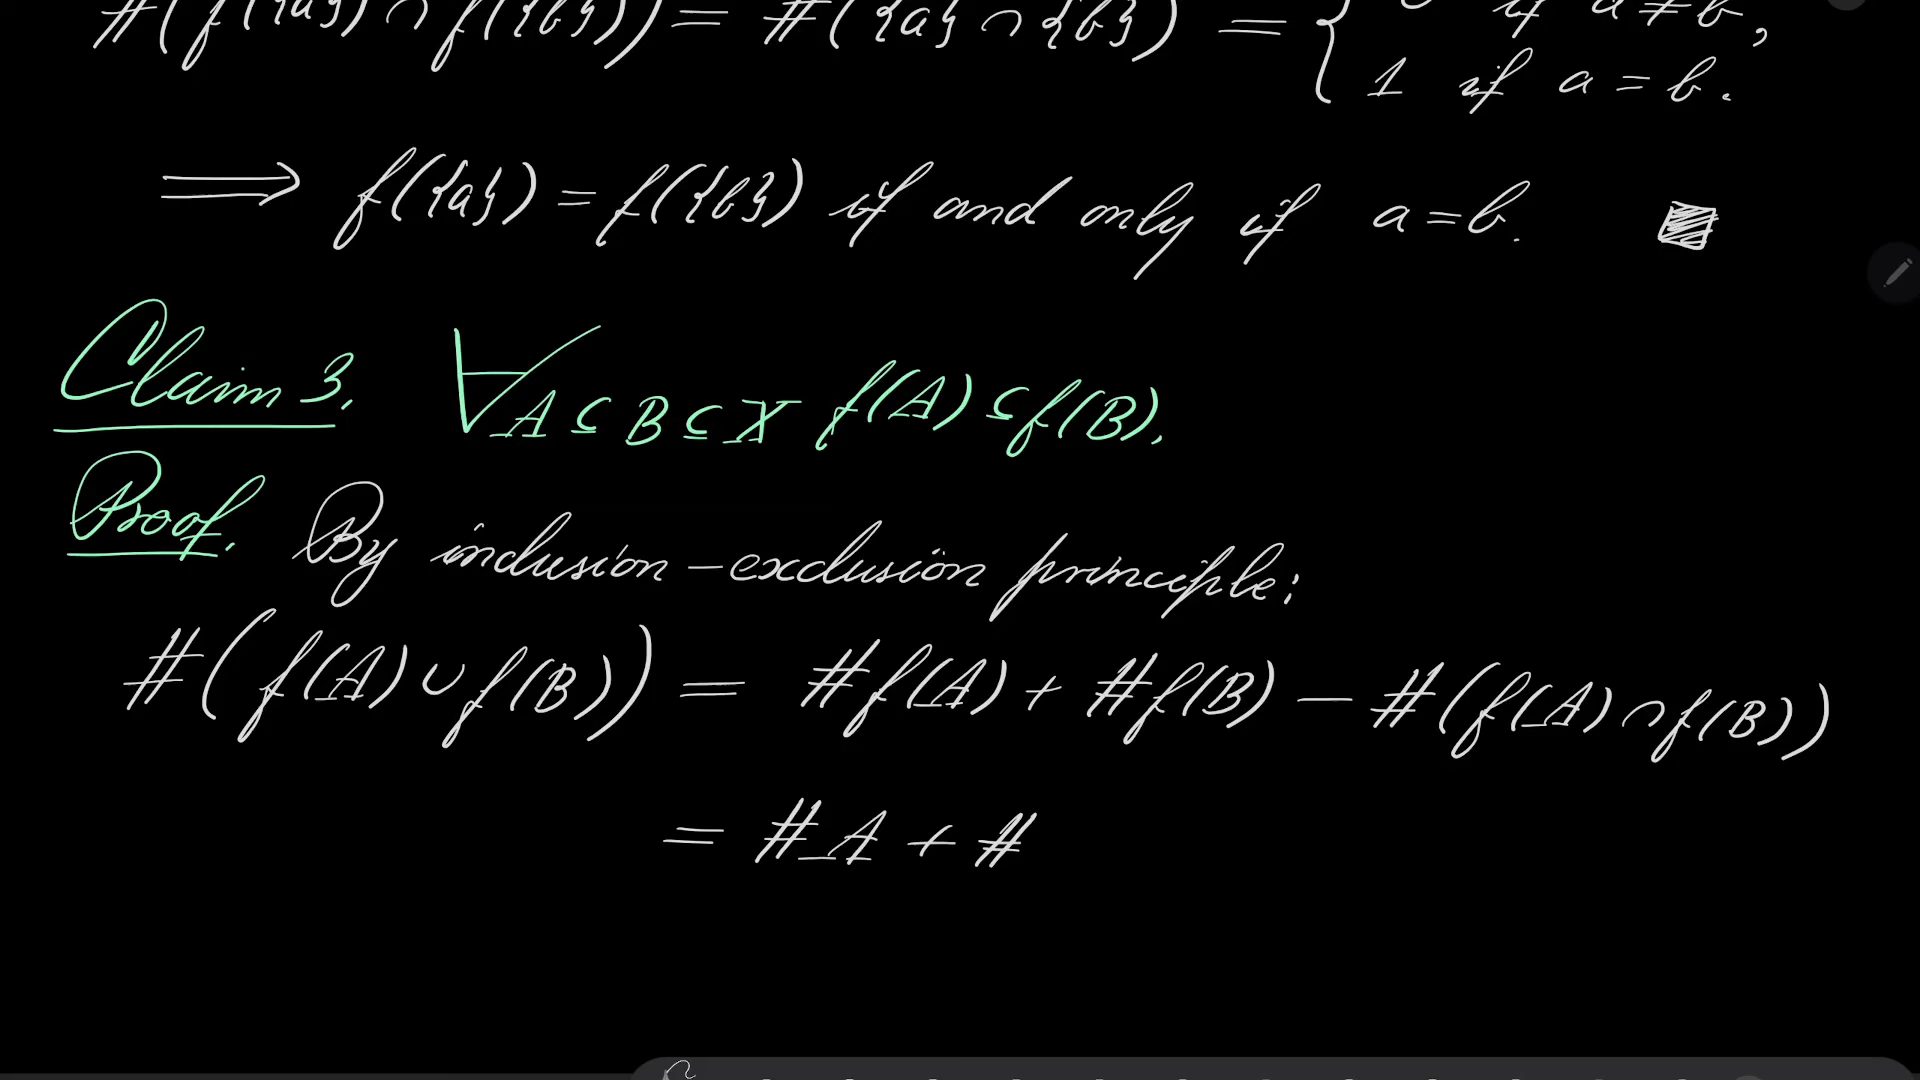 #(f({a}) ∩ f({b})) = #({a} ∩ {b}) = { 0 if a ≠ b,
1 if a = b.
⟹ f({a}) = f({b}) if and only if a = b.
Claim 3. ∀ A ⊆ B ⊆ X f(A) ⊆ f(B).
Proof. By inclusion-exclusion principle:
#(f(A) ∪ f(B)) = #f(A) + #f(B) − #(f(A) ∩ f(B))
= #A + #